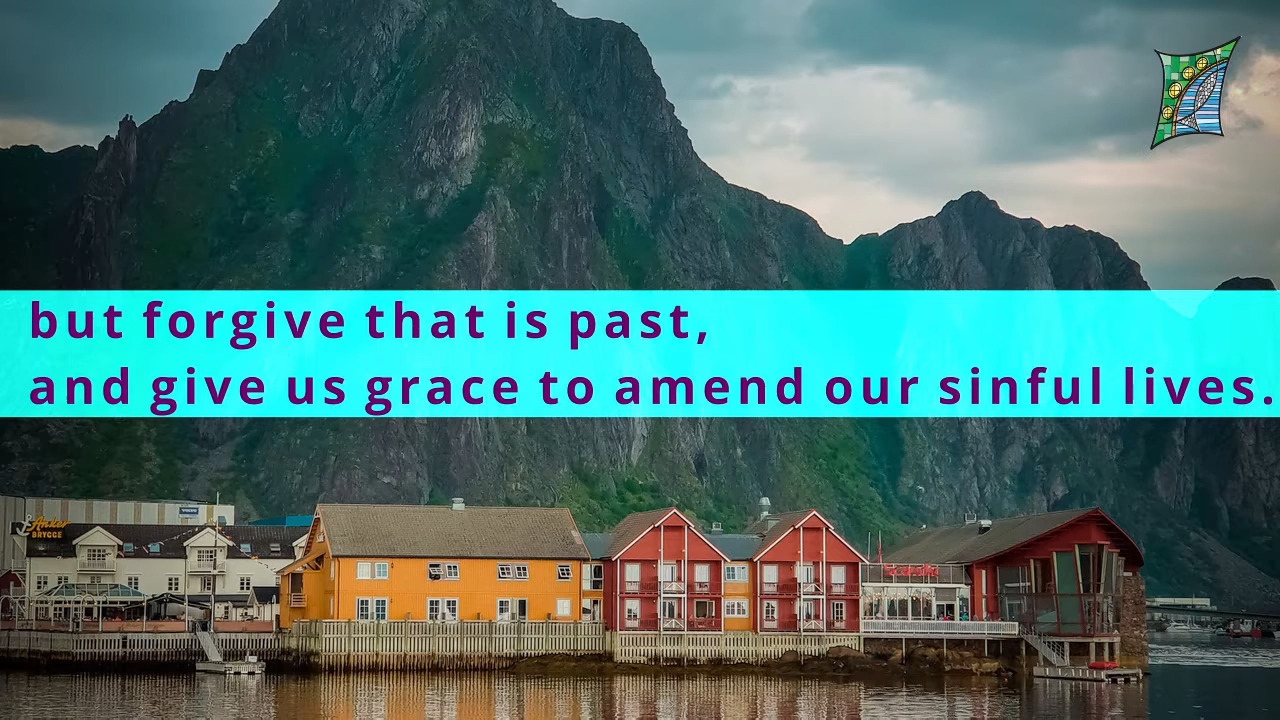 but forgive that is past,
and give us grace to amend our sinful lives.
Anker
BRYGGE